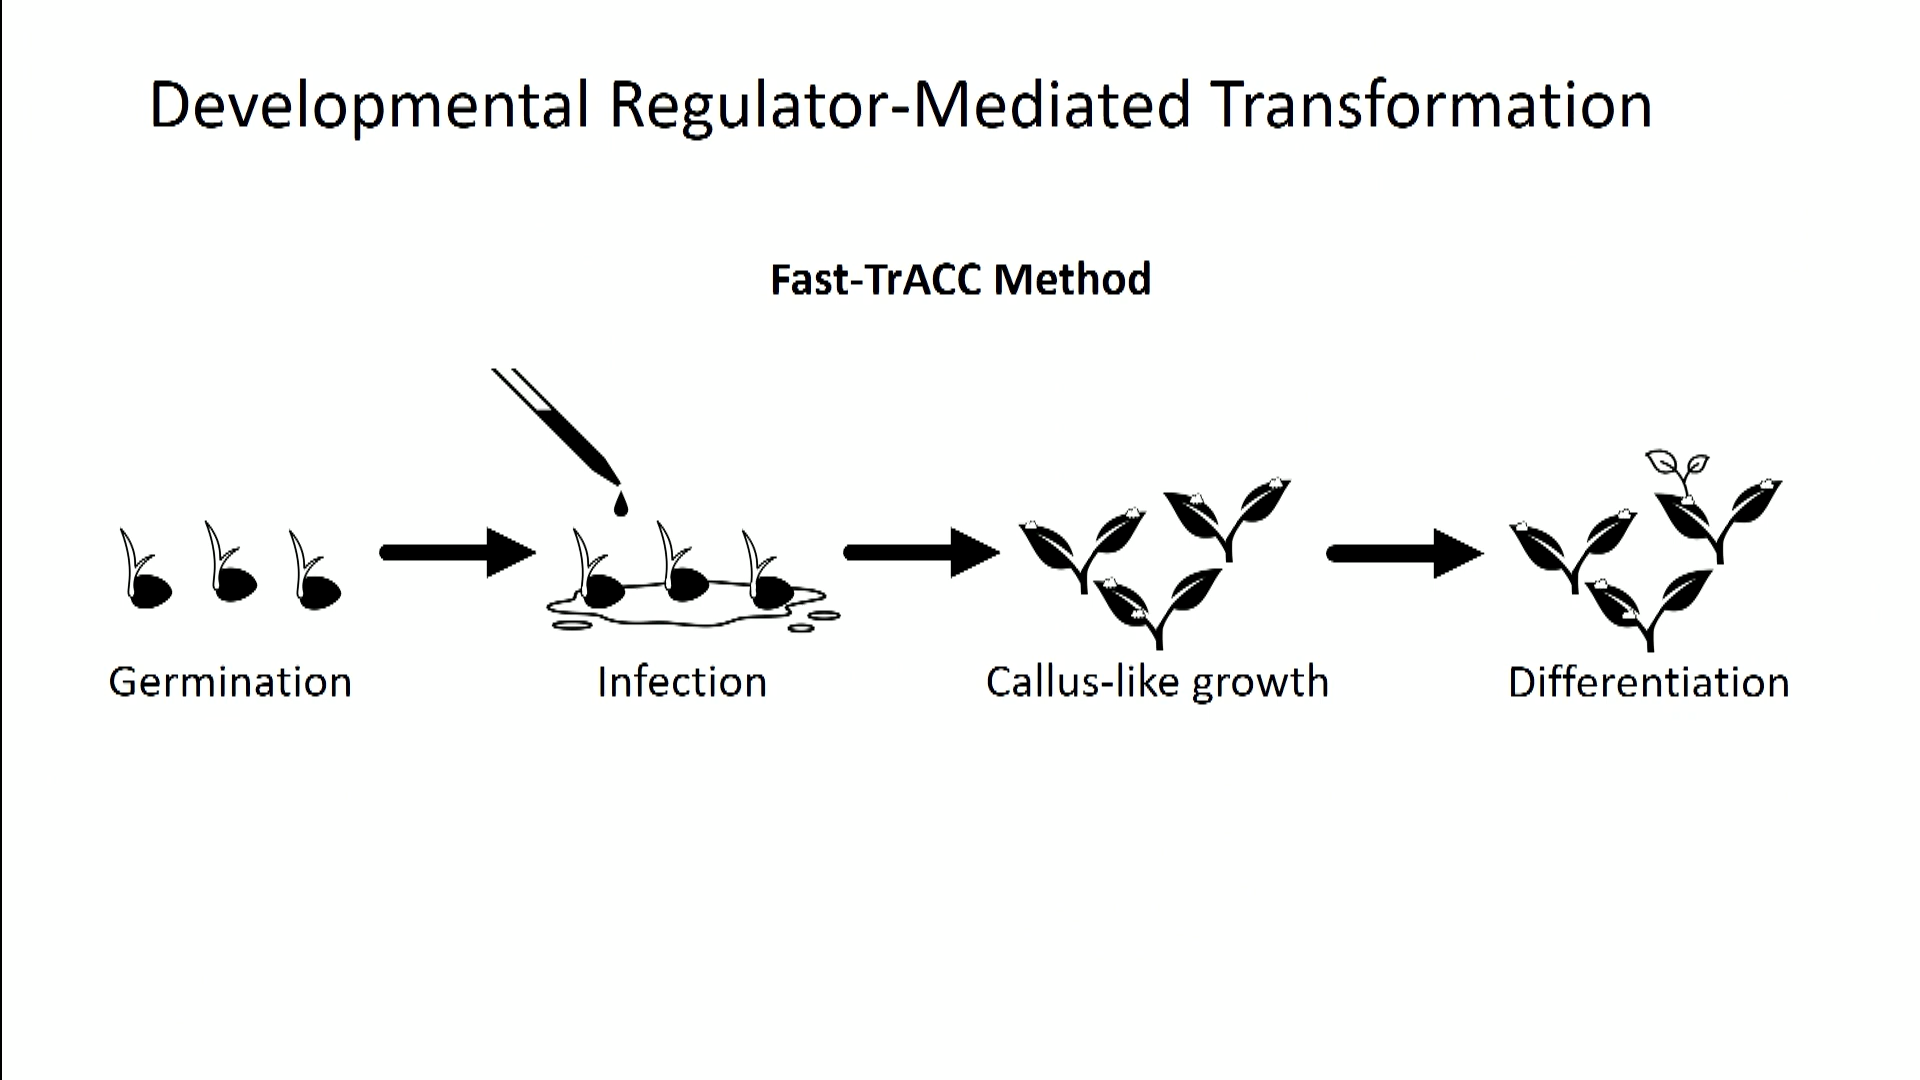 Developmental Regulator-Mediated Transformation
Fast-TrACC Method
Germination
Infection
Callus-like growth
Differentiation